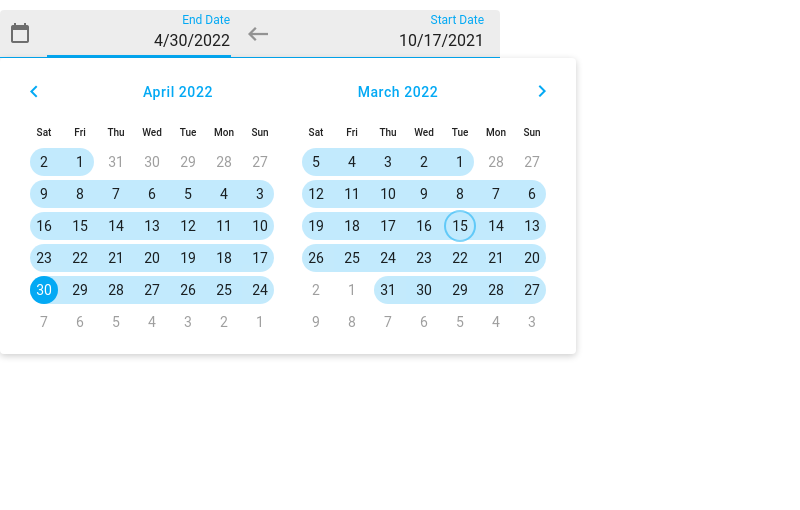 End Date Start Date
4/30/2022 10/17/2021
April 2022 March 2022
Sat Fri Thu Wed Tue Mon Sun Sat Fri Thu Wed Tue Mon Sun
2 1 31 30 29 28 27 5 4 3 2 1 28 27
9 8 7 6 5 4 3 12 11 10 9 8 7 6
16 15 14 13 12 11 10 19 18 17 16 15 14 13
23 22 21 20 19 18 17 26 25 24 23 22 21 20
30 29 28 27 26 25 24 2 1 31 30 29 28 27
7 6 5 4 3 2 1 9 8 7 6 5 4 3